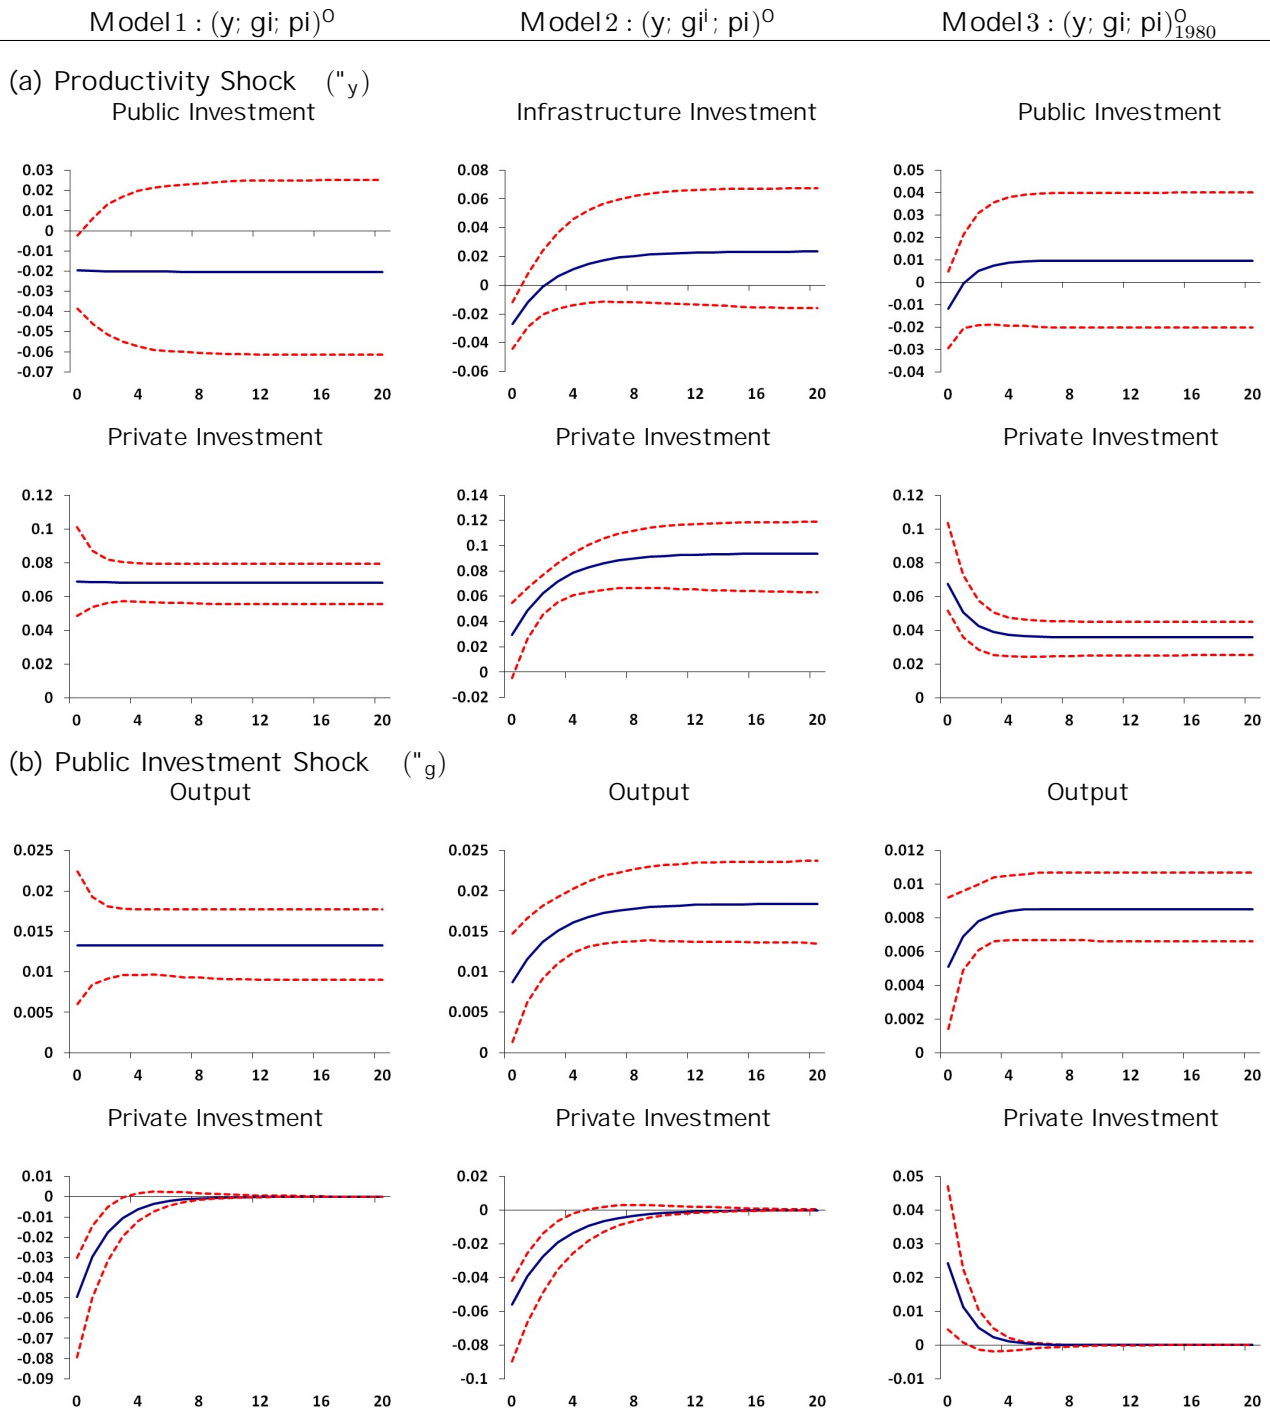 Model 1 : (y; gi; pi)^O Model 2 : (y; gi^i; pi)^O Model 3 : (y; gi; pi)^O_1980
(a) Productivity Shock ("y)
Public Investment Infrastructure Investment Public Investment
0.03 0.02 0.01 0 -0.01 -0.02 -0.03 -0.04 -0.05 -0.06 -0.07
0 4 8 12 16 20
0.08 0.06 0.04 0.02 0 -0.02 -0.04 -0.06
0 4 8 12 16 20
0.05 0.04 0.03 0.02 0.01 0 -0.01 -0.02 -0.03 -0.04
0 4 8 12 16 20
Private Investment Private Investment Private Investment
0.12 0.1 0.08 0.06 0.04 0.02 0
0 4 8 12 16 20
0.14 0.12 0.1 0.08 0.06 0.04 0.02 0 -0.02
0 4 8 12 16 20
0.12 0.1 0.08 0.06 0.04 0.02 0
0 4 8 12 16 20
(b) Public Investment Shock ("g)
Output Output Output
0.025 0.02 0.015 0.01 0.005 0
0 4 8 12 16 20
0.025 0.02 0.015 0.01 0.005 0
0 4 8 12 16 20
0.012 0.01 0.008 0.006 0.004 0.002 0
0 4 8 12 16 20
Private Investment Private Investment Private Investment
0.01 0 -0.01 -0.02 -0.03 -0.04 -0.05 -0.06 -0.07 -0.08 -0.09
0 4 8 12 16 20
0.02 0 -0.02 -0.04 -0.06 -0.08 -0.1
0 4 8 12 16 20
0.05 0.04 0.03 0.02 0.01 0 -0.01
0 4 8 12 16 20